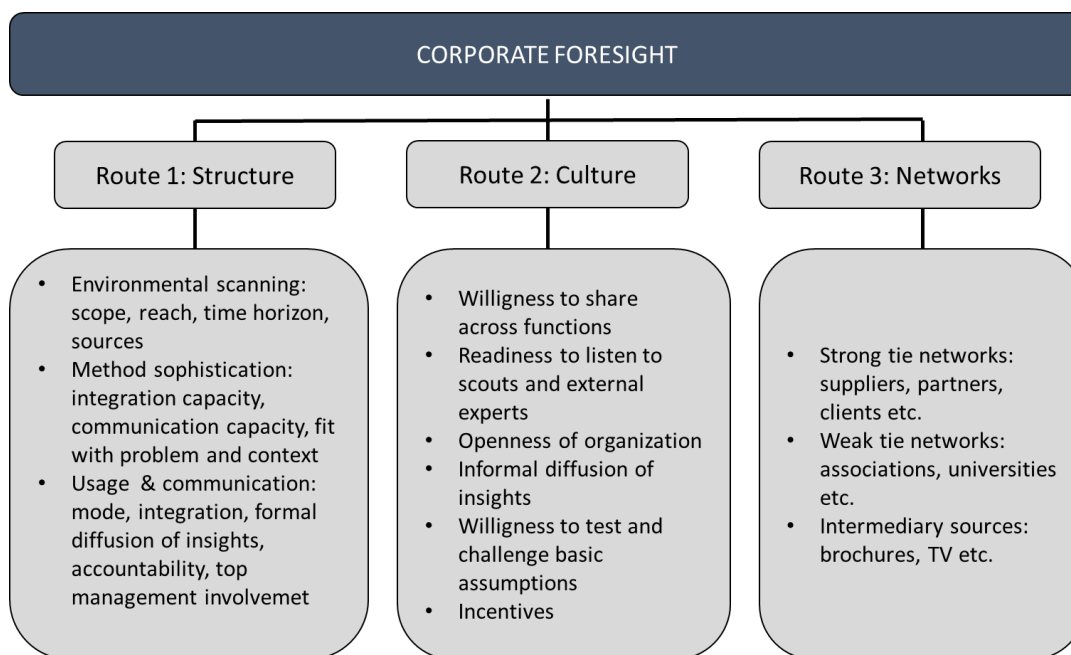 CORPORATE FORESIGHT
Route 1: Structure
Route 2: Culture
Route 3: Networks
• Environmental scanning:
scope, reach, time horizon,
sources
• Method sophistication:
integration capacity,
communication capacity, fit
with problem and context
• Usage & communication:
mode, integration, formal
diffusion of insights,
accountability, top
management involvemet
• Willigness to share
across functions
• Readiness to listen to
scouts and external
experts
• Openness of organization
• Informal diffusion of
insights
• Willigness to test and
challenge basic
assumptions
• Incentives
• Strong tie networks:
suppliers, partners,
clients etc.
• Weak tie networks:
associations, universities
etc.
• Intermediary sources:
brochures, TV etc.